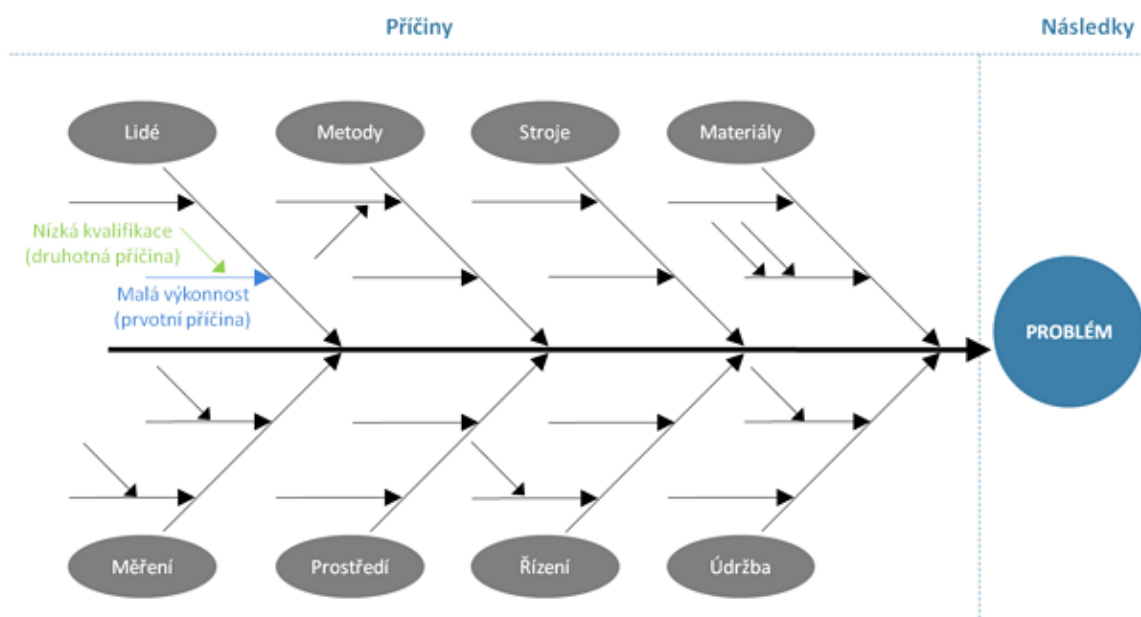 Příčiny
Následky
Lidé
Metody
Stroje
Materiály
Nízká kvalifikace
(druhotná příčina)
Malá výkonnost
(prvotní příčina)
PROBLÉM
Měření
Prostředí
Řízení
Údržba